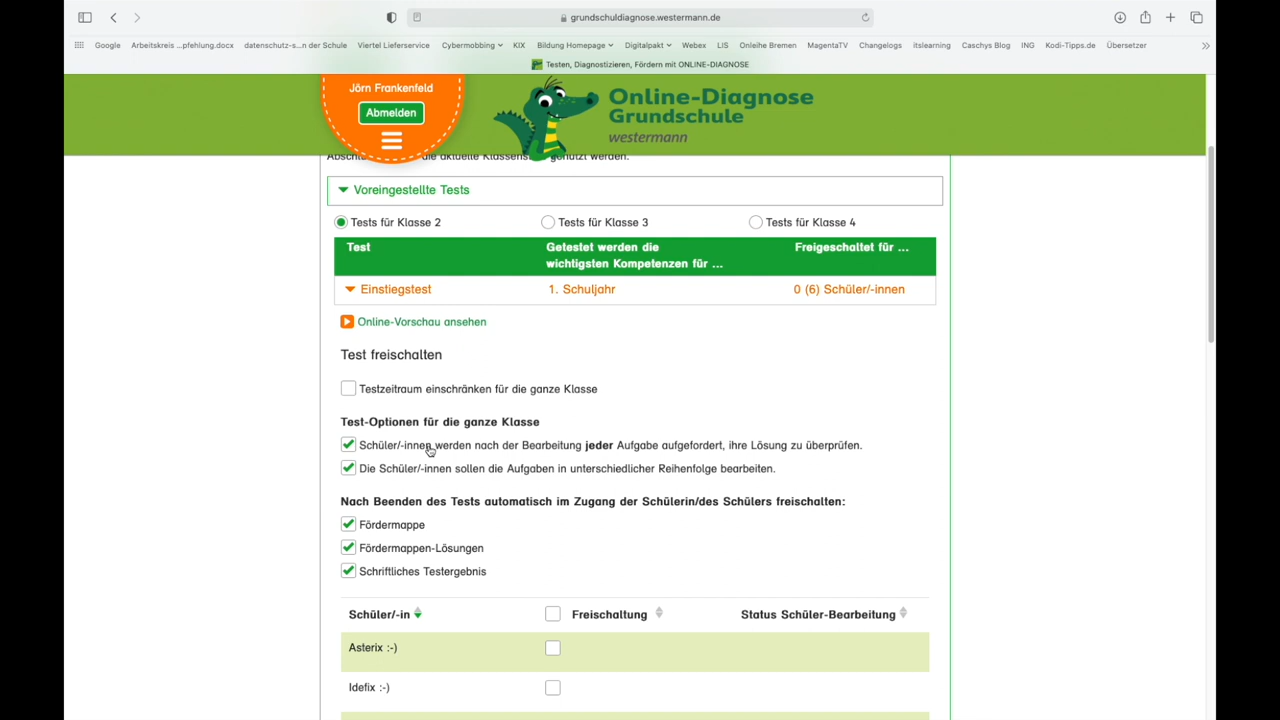 grundschuldiagnose.westermann.de
Google Arbeitskreis ...pfehlung.docx datenschutz-s...n der Schule Viertel Lieferservice Cybermobbing KIX Bildung Homepage Digitalpakt Webex LIS Onleihe Bremen MagentaTV Changelogs itslearning Caschys Blog ING Kodi-Tipps.de Übersetzer
Testen, Diagnostizieren, Fördern mit ONLINE-DIAGNOSE
Jörn Frankenfeld
Abmelden
Online-Diagnose
Grundschule
westermann
die aktuelle Klassens genutzt werden.
Voreingestellte Tests
Tests für Klasse 2 Tests für Klasse 3 Tests für Klasse 4
Test Getestet werden die Freigeschaltet für ...
wichtigsten Kompetenzen für ...
Einstiegstest 1. Schuljahr 0 (6) Schüler/-innen
Online-Vorschau ansehen
Test freischalten
Testzeitraum einschränken für die ganze Klasse
Test-Optionen für die ganze Klasse
Schüler/-innen werden nach der Bearbeitung jeder Aufgabe aufgefordert, ihre Lösung zu überprüfen.
Die Schüler/-innen sollen die Aufgaben in unterschiedlicher Reihenfolge bearbeiten.
Nach Beenden des Tests automatisch im Zugang der Schülerin/des Schülers freischalten:
Fördermappe
Fördermappen-Lösungen
Schriftliches Testergebnis
Schüler/-in Freischaltung Status Schüler-Bearbeitung
Asterix :-)
Idefix :-)